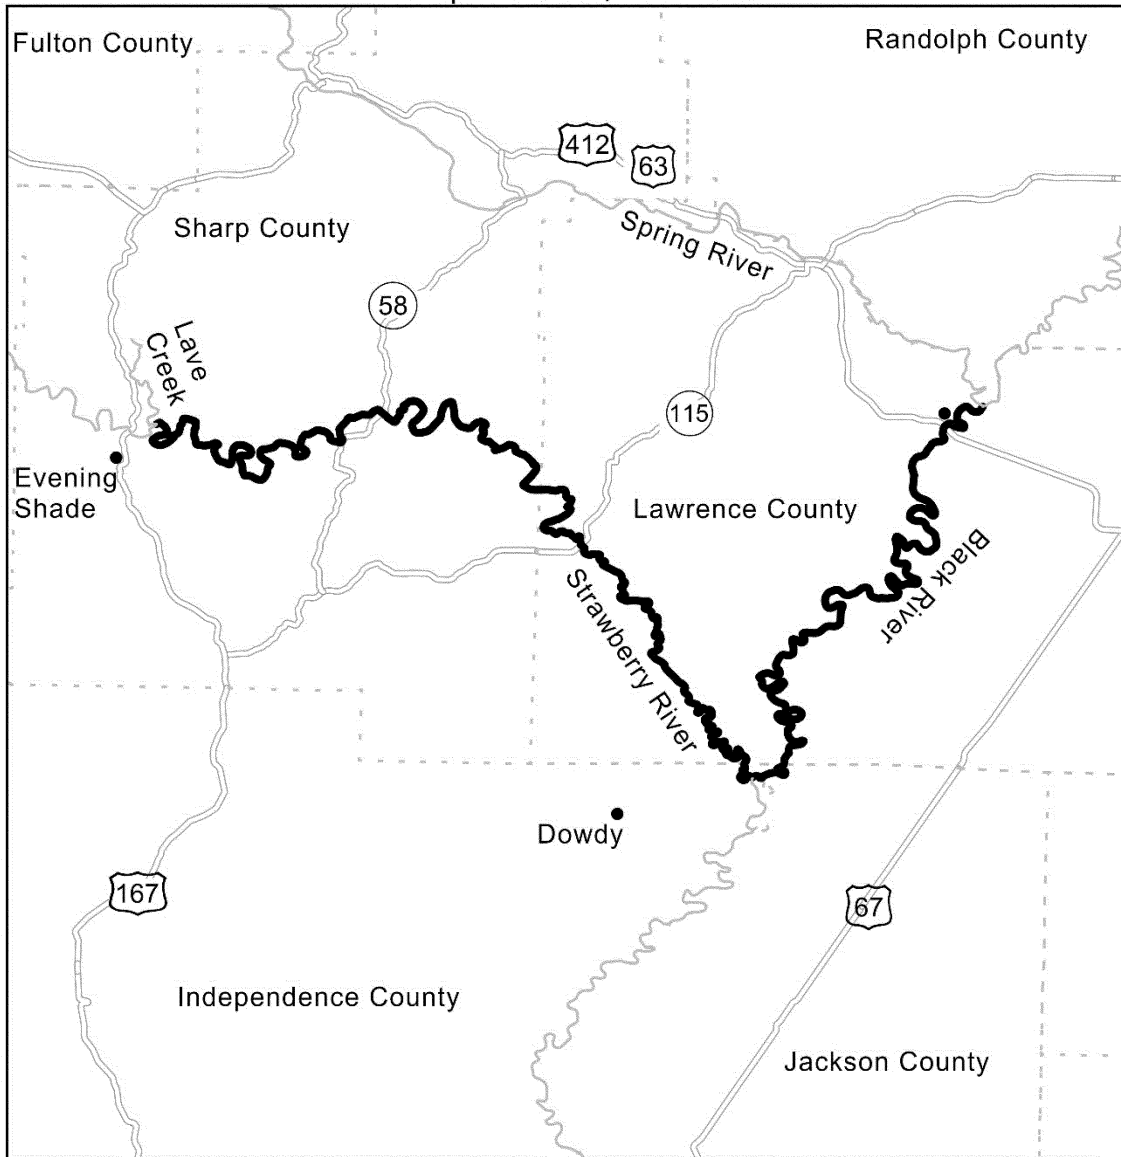 Fulton County
Randolph County
412
63
Sharp County
Spring River
58
Lave
Creek
115
Evening
Shade
Lawrence County
Black River
Strawberry River
Dowdy
167
67
Independence County
Jackson County